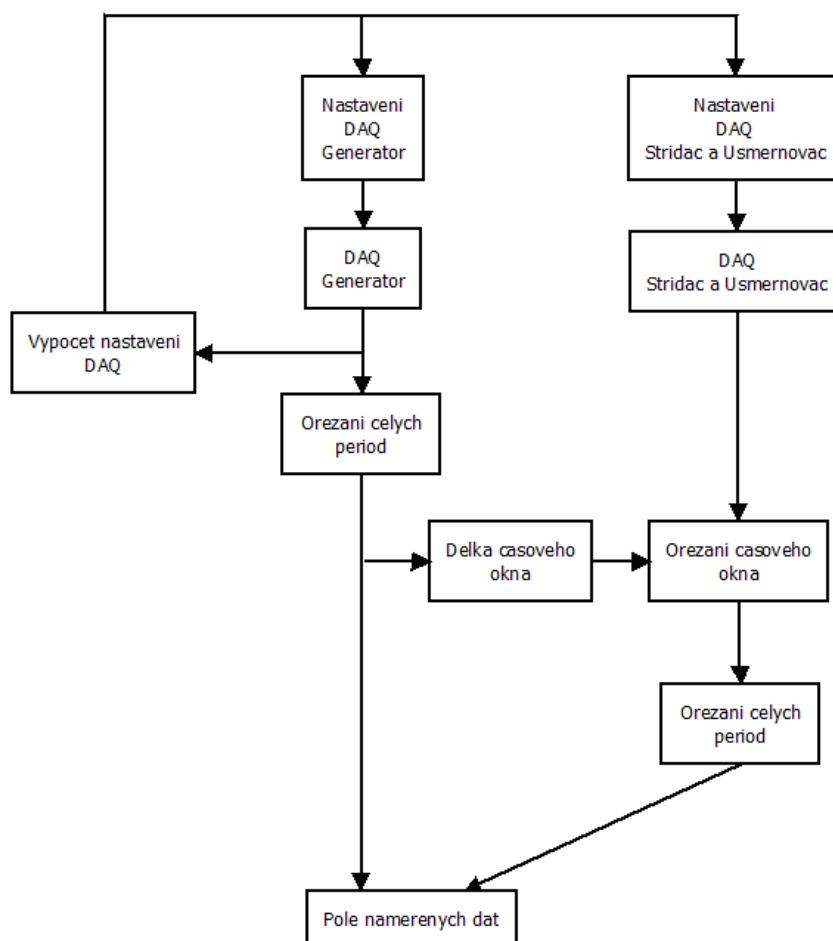 Nastaveni
DAQ
Generator
Nastaveni
DAQ
Stridac a Usmernovac
DAQ
Generator
DAQ
Stridac a Usmernovac
Vypocet nastaveni
DAQ
Orezani celych
period
Delka casoveho
okna
Orezani casoveho
okna
Orezani celych
period
Pole namerenych dat